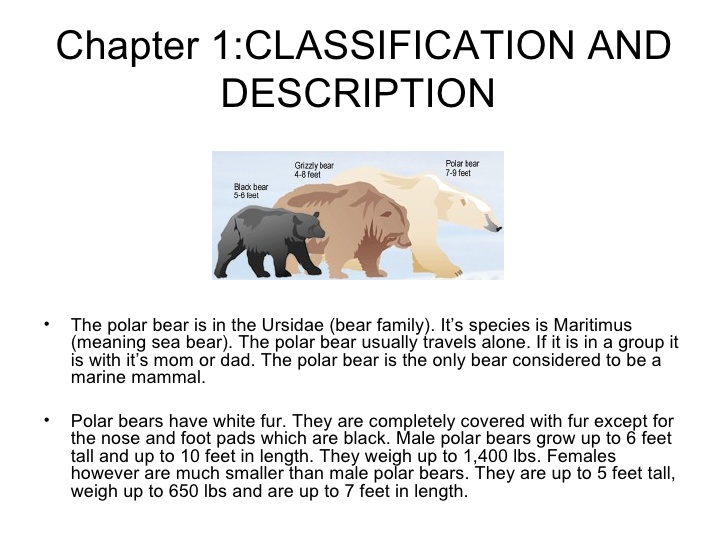 Chapter 1:CLASSIFICATION AND
DESCRIPTION
Grizzly bear
4-8 feet
Polar bear
7-9 feet
Black bear
5-6 feet
• The polar bear is in the Ursidae (bear family). It’s species is Maritimus
(meaning sea bear). The polar bear usually travels alone. If it is in a group it
is with it’s mom or dad. The polar bear is the only bear considered to be a
marine mammal.
• Polar bears have white fur. They are completely covered with fur except for
the nose and foot pads which are black. Male polar bears grow up to 6 feet
tall and up to 10 feet in length. They weigh up to 1,400 lbs. Females
however are much smaller than male polar bears. They are up to 5 feet tall,
weigh up to 650 lbs and are up to 7 feet in length.